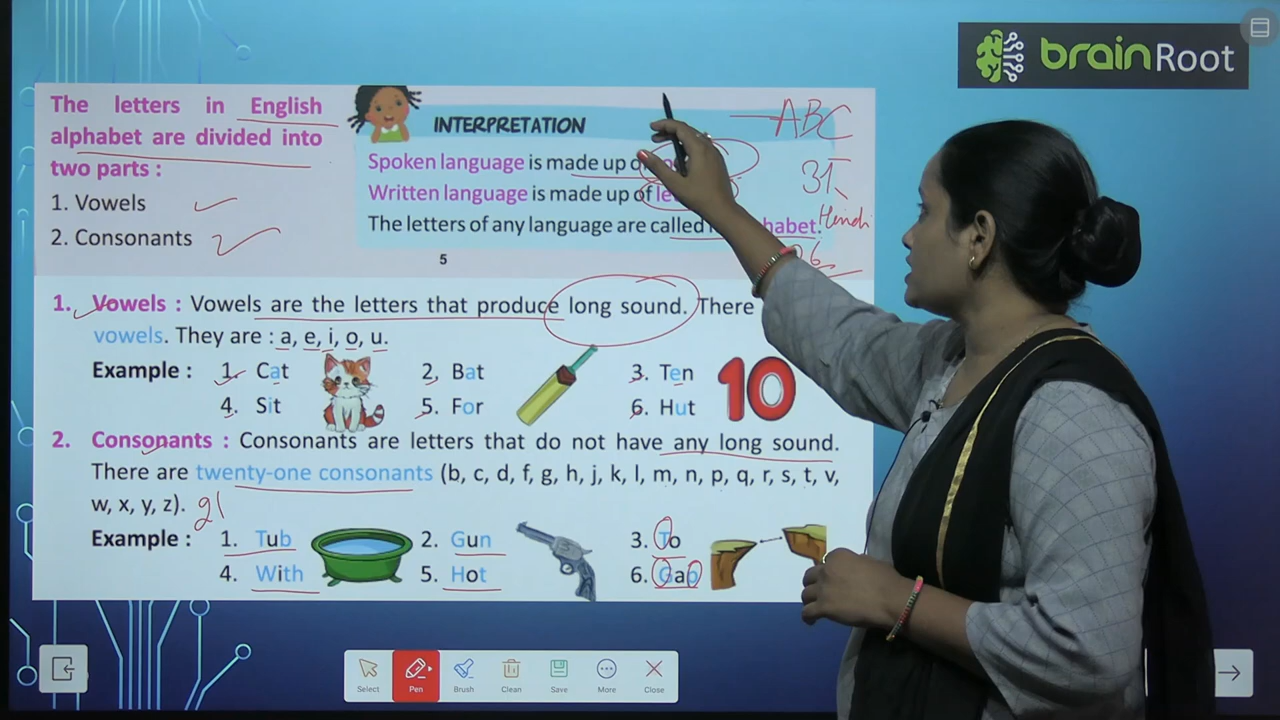 brainRoot
The letters in English
alphabet are divided into
two parts :
1. Vowels
2. Consonants
INTERPRETATION
Spoken language is made up
Written language is made up of
The letters of any language are called
ABC
Hindi
5
1. Vowels : Vowels are the letters that produce long sound. There
vowels. They are : a, e, i, o, u.
Example : 1. Cat 2. Bat 3. Ten
10
4. Sit 5. For 6. Hut
2. Consonants : Consonants are letters that do not have any long sound.
There are twenty-one consonants (b, c, d, f, g, h, j, k, l, m, n, p, q, r, s, t, v,
w, x, y, z). 21
Example : 1. Tub 2. Gun 3. To
4. With 5. Hot 6. Gap
Select Pen Brush Clean Save More Close